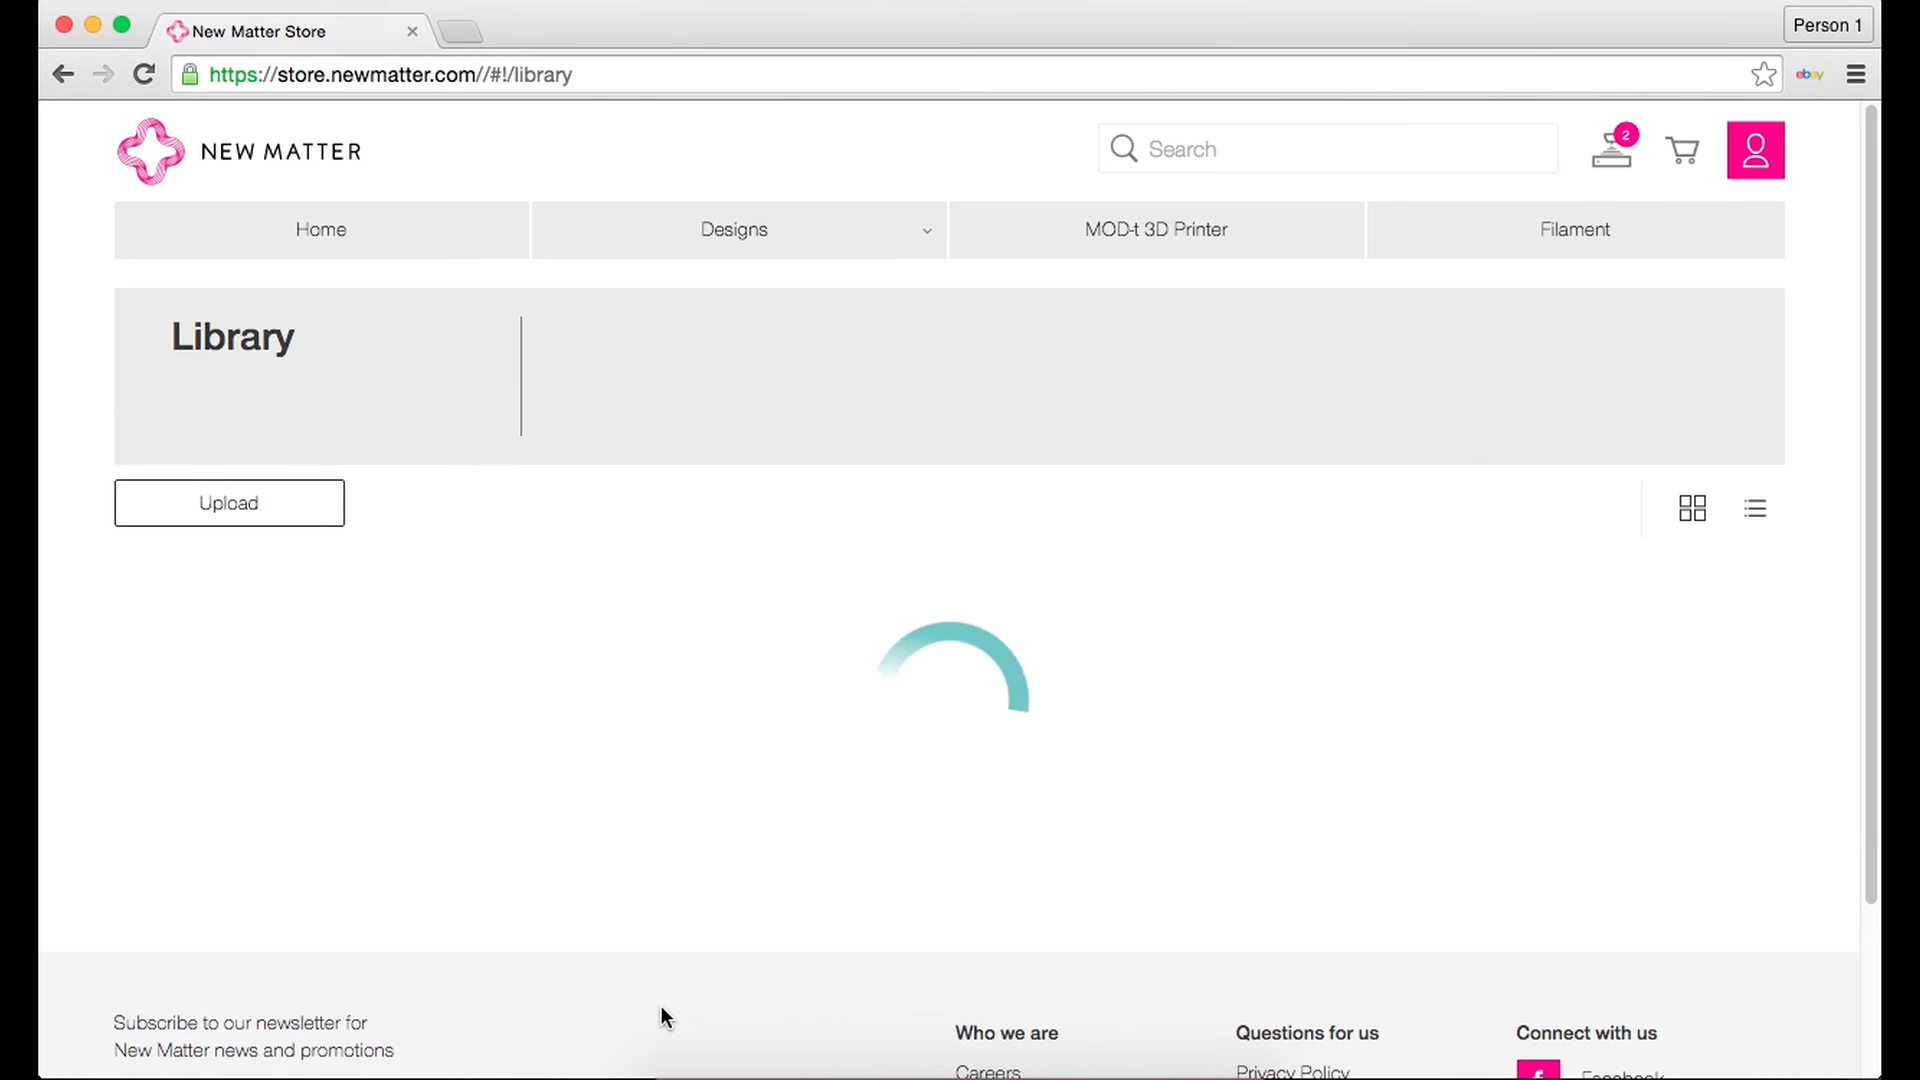 New Matter Store
Person 1
https://store.newmatter.com//#!/library
ebay
NEW MATTER
Search
2
Home
Designs
MOD-t 3D Printer
Filament
Library
Upload
Subscribe to our newsletter for
New Matter news and promotions
Who we are
Questions for us
Connect with us
Careers
Privacy Policy
f
Facebook